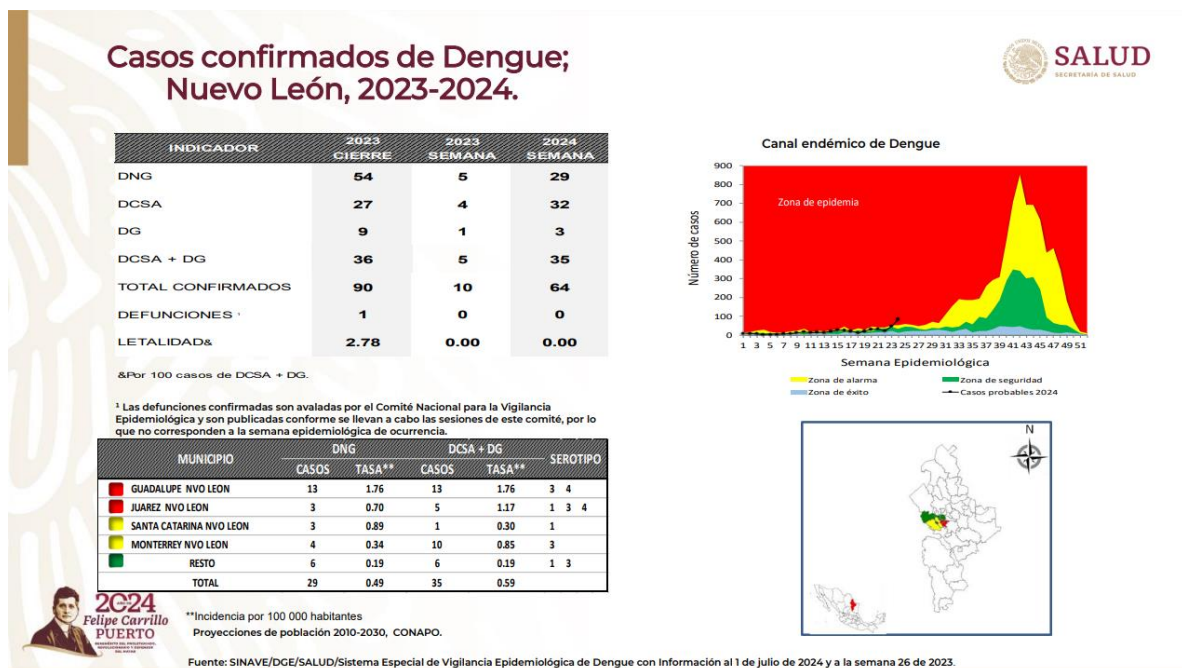 Casos confirmados de Dengue;
Nuevo León, 2023-2024.
SALUD
SECRETARÍA DE SALUD
INDICADOR 2023 CIERRE 2023 SEMANA 2024 SEMANA
DNG 54 5 29
DCSA 27 4 32
DG 9 1 3
DCSA + DG 36 5 35
TOTAL CONFIRMADOS 90 10 64
DEFUNCIONES ¹ 1 0 0
LETALIDAD& 2.78 0.00 0.00
&Por 100 casos de DCSA + DG.
¹ Las defunciones confirmadas son avaladas por el Comité Nacional para la Vigilancia
Epidemiológica y son publicadas conforme se llevan a cabo las sesiones de este comité, por lo
que no corresponden a la semana epidemiológica de ocurrencia.
MUNICIPIO DNG DCSA + DG SEROTIPO
CASOS TASA** CASOS TASA**
GUADALUPE NVO LEON 13 1.76 13 1.76 3 4
JUAREZ NVO LEON 3 0.70 5 1.17 1 3 4
SANTA CATARINA NVO LEON 3 0.89 1 0.30 1
MONTERREY NVO LEON 4 0.34 10 0.85 3
RESTO 6 0.19 6 0.19 1 3
TOTAL 29 0.49 35 0.59
Canal endémico de Dengue
Número de casos
900
800
700
600
500
400
300
200
100
0
Zona de epidemia
1 3 5 7 9 11 13 15 17 19 21 23 25 27 29 31 33 35 37 39 41 43 45 47 49 51
Semana Epidemiológica
Zona de alarma Zona de seguridad
Zona de éxito Casos probables 2024
N
2024
Felipe Carrillo
PUERTO
**Incidencia por 100 000 habitantes
Proyecciones de población 2010-2030, CONAPO.
Fuente: SINAVE/DGE/SALUD/Sistema Especial de Vigilancia Epidemiológica de Dengue con Información al 1 de julio de 2024 y a la semana 26 de 2023.